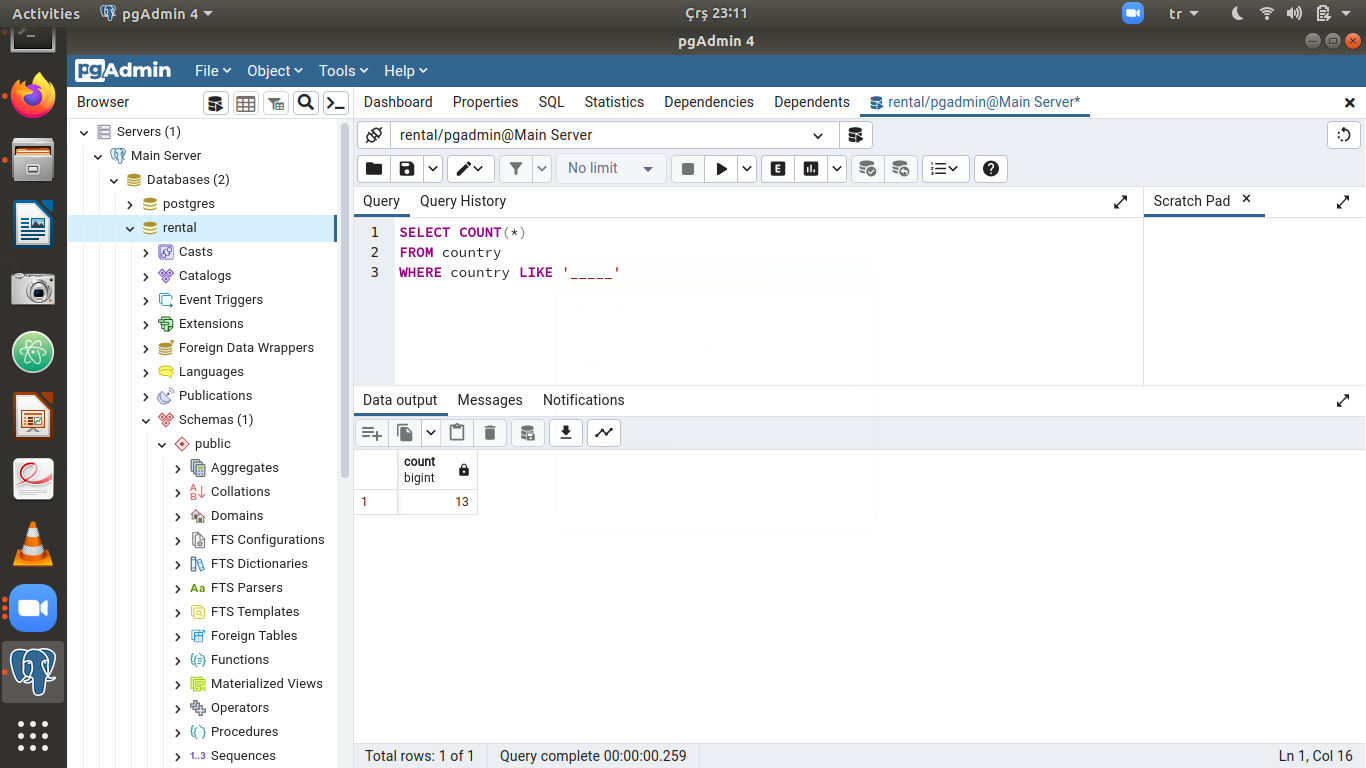 Activities
pgAdmin 4
Çrş 23:11
tr
pgAdmin 4
pgAdmin
File
Object
Tools
Help
Browser
Dashboard
Properties
SQL
Statistics
Dependencies
Dependents
rental/pgadmin@Main Server*
Servers (1)
Main Server
Databases (2)
postgres
rental
Casts
Catalogs
Event Triggers
Extensions
Foreign Data Wrappers
Languages
Publications
Schemas (1)
public
Aggregates
Collations
Domains
FTS Configurations
FTS Dictionaries
Aa FTS Parsers
FTS Templates
Foreign Tables
Functions
Materialized Views
Operators
Procedures
1..3 Sequences
rental/pgadmin@Main Server
No limit
E
Query
Query History
Scratch Pad
1 SELECT COUNT(*)
2 FROM country
3 WHERE country LIKE '_____'
Data output
Messages
Notifications
count
bigint
1 13
Total rows: 1 of 1
Query complete 00:00:00.259
Ln 1, Col 16